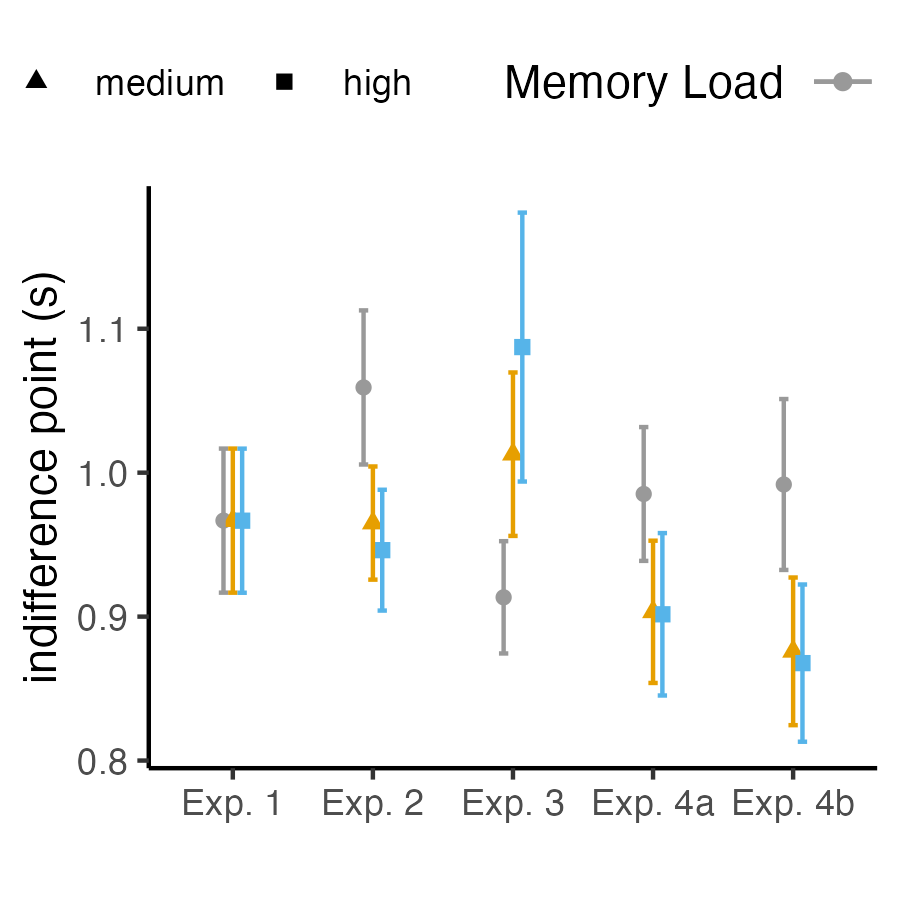 medium high Memory Load
indifference point (s)
1.1
1.0
0.9
0.8
Exp. 1 Exp. 2 Exp. 3 Exp. 4a Exp. 4b